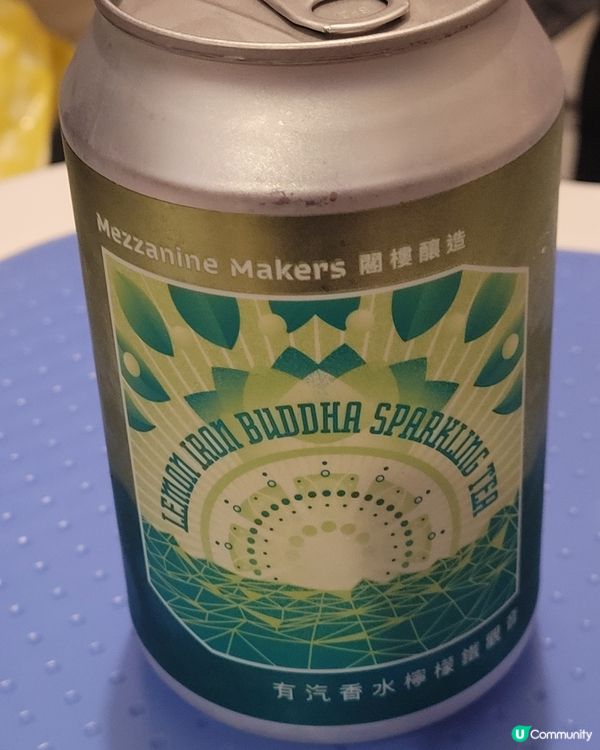 Mezzanine Makers 閣樓釀造
LEMON IRON BUDDHA SPARKLING TEA
有汽香水檸檬鐵觀音
U Community